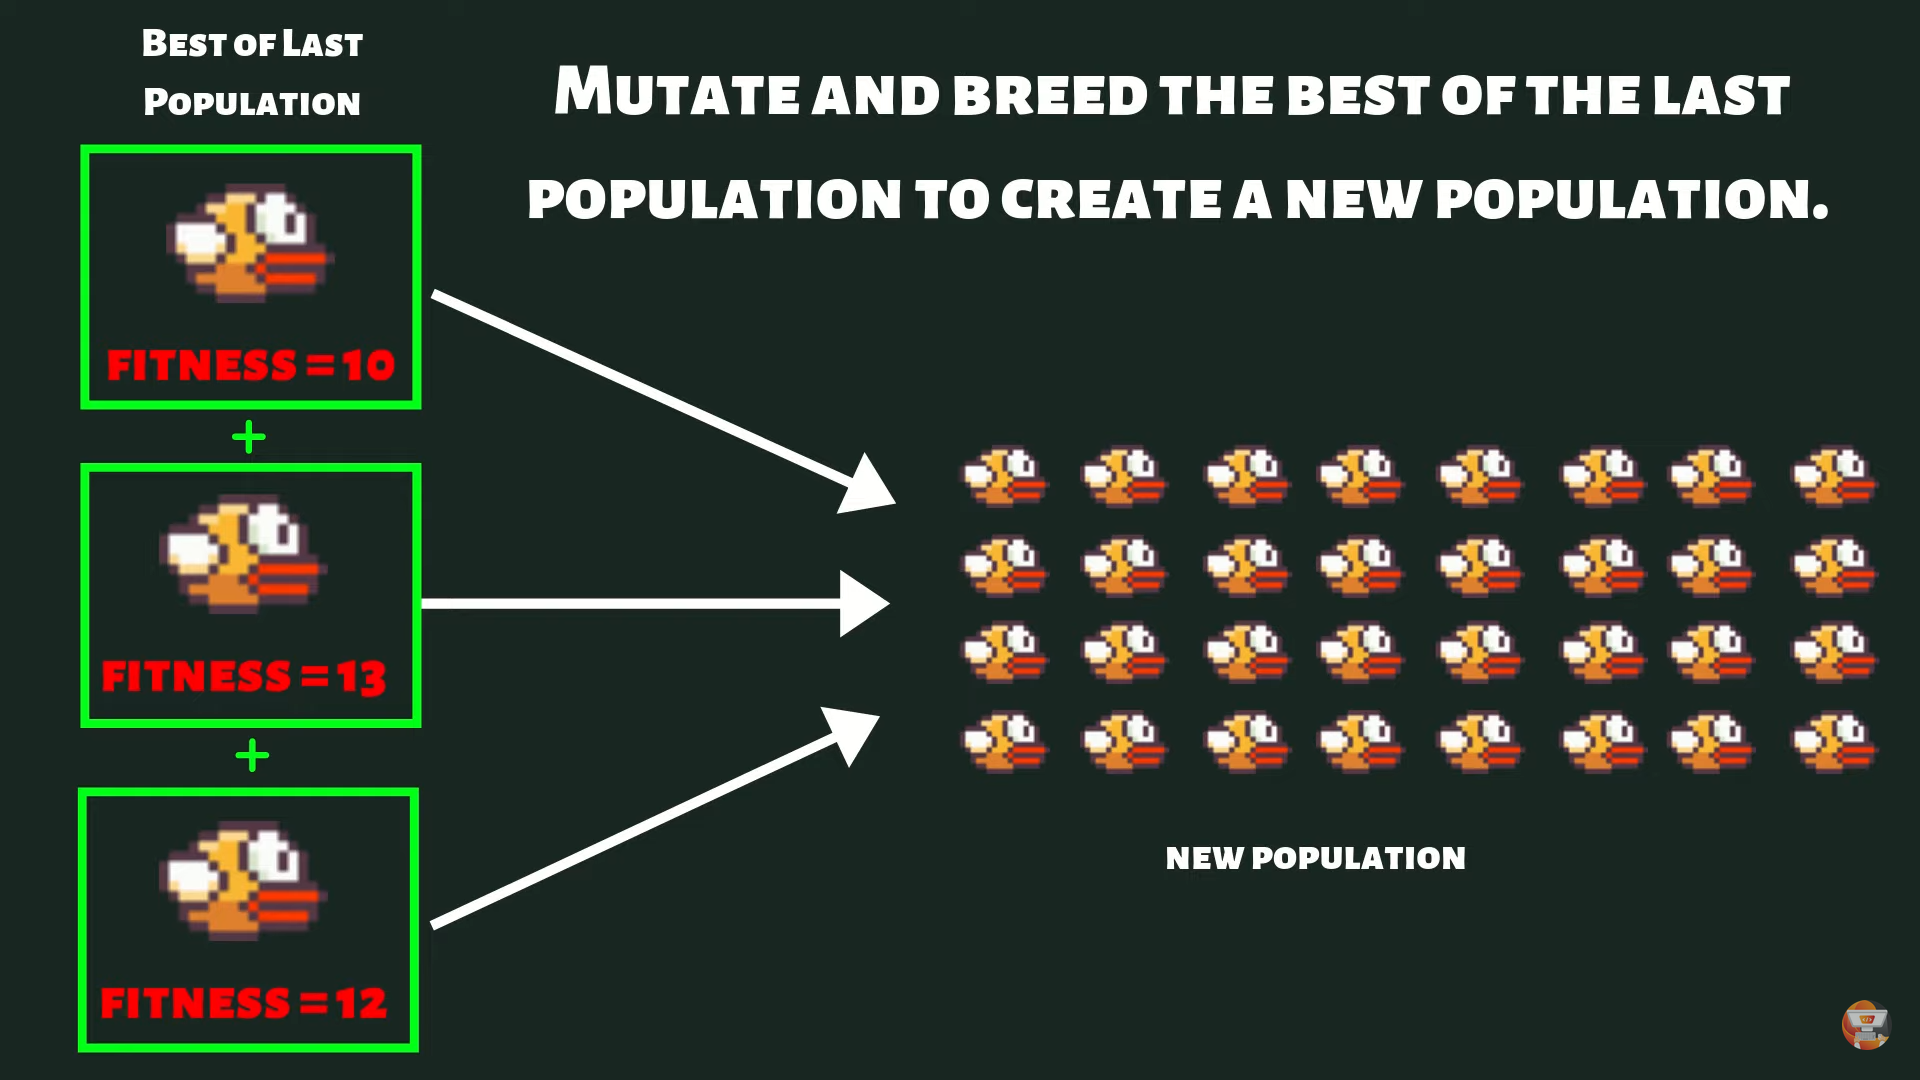 Best of Last
Population
Mutate and breed the best of the last
population to create a new population.
FITNESS = 10
+
FITNESS = 13
+
FITNESS = 12
NEW POPULATION